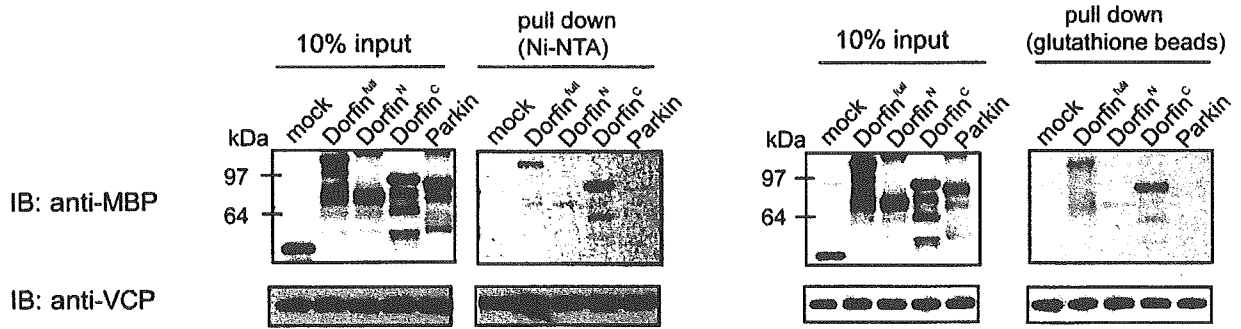 10% input
pull down
(Ni-NTA)
10% input
pull down
(glutathione beads)
mock
Dorfin full
Dorfin N
Dorfin C
Parkin
mock
Dorfin full
Dorfin N
Dorfin C
Parkin
mock
Dorfin full
Dorfin N
Dorfin C
Parkin
mock
Dorfin full
Dorfin N
Dorfin C
Parkin
kDa
97
64
kDa
97
64
IB: anti-MBP
IB: anti-VCP